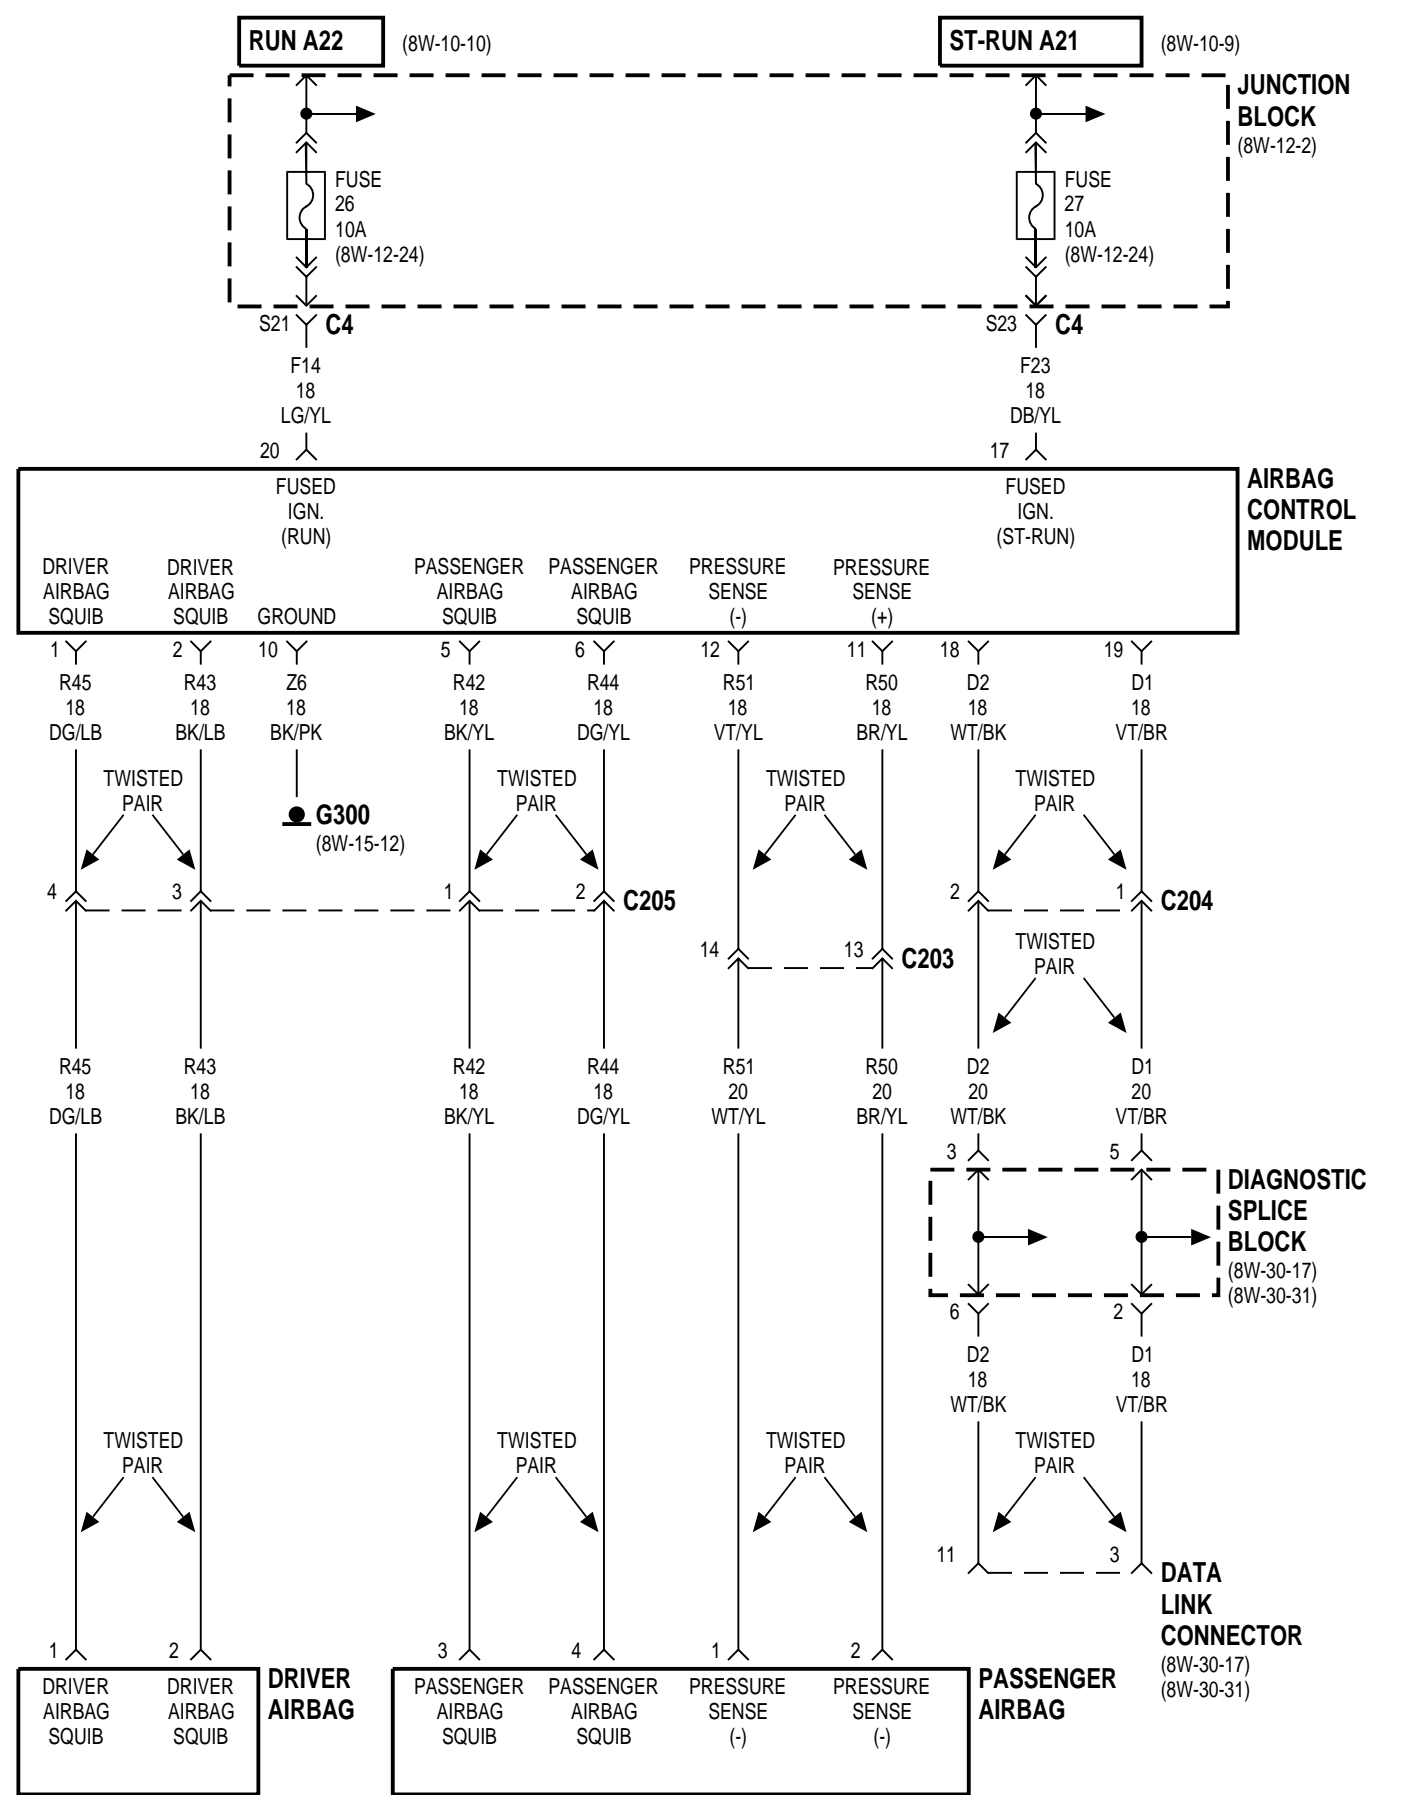 RUN A22
(8W-10-10)
ST-RUN A21
(8W-10-9)
JUNCTION
BLOCK
(8W-12-2)
FUSE
26
10A
(8W-12-24)
FUSE
27
10A
(8W-12-24)
S21
C4
S23
C4
F14
18
LG/YL
F23
18
DB/YL
20
17
AIRBAG
CONTROL
MODULE
FUSED
IGN.
(RUN)
FUSED
IGN.
(ST-RUN)
DRIVER
AIRBAG
SQUIB
DRIVER
AIRBAG
SQUIB
GROUND
PASSENGER
AIRBAG
SQUIB
PASSENGER
AIRBAG
SQUIB
PRESSURE
SENSE
(-)
PRESSURE
SENSE
(+)
1
2
10
5
6
12
11
18
19
R45
18
DG/LB
R43
18
BK/LB
Z6
18
BK/PK
R42
18
BK/YL
R44
18
DG/YL
R51
18
VT/YL
R50
18
BR/YL
D2
18
WT/BK
D1
18
VT/BR
TWISTED
PAIR
G300
(8W-15-12)
TWISTED
PAIR
TWISTED
PAIR
TWISTED
PAIR
4
3
1
2
C205
2
1
C204
14
13
C203
TWISTED
PAIR
R45
18
DG/LB
R43
18
BK/LB
R42
18
BK/YL
R44
18
DG/YL
R51
20
WT/YL
R50
20
BR/YL
D2
20
WT/BK
D1
20
VT/BR
3
5
DIAGNOSTIC
SPLICE
BLOCK
(8W-30-17)
(8W-30-31)
6
2
D2
18
WT/BK
D1
18
VT/BR
TWISTED
PAIR
TWISTED
PAIR
TWISTED
PAIR
TWISTED
PAIR
11
3
DATA
LINK
CONNECTOR
(8W-30-17)
(8W-30-31)
1
2
3
4
1
2
DRIVER
AIRBAG
SQUIB
DRIVER
AIRBAG
SQUIB
DRIVER
AIRBAG
PASSENGER
AIRBAG
SQUIB
PASSENGER
AIRBAG
SQUIB
PRESSURE
SENSE
(-)
PRESSURE
SENSE
(-)
PASSENGER
AIRBAG